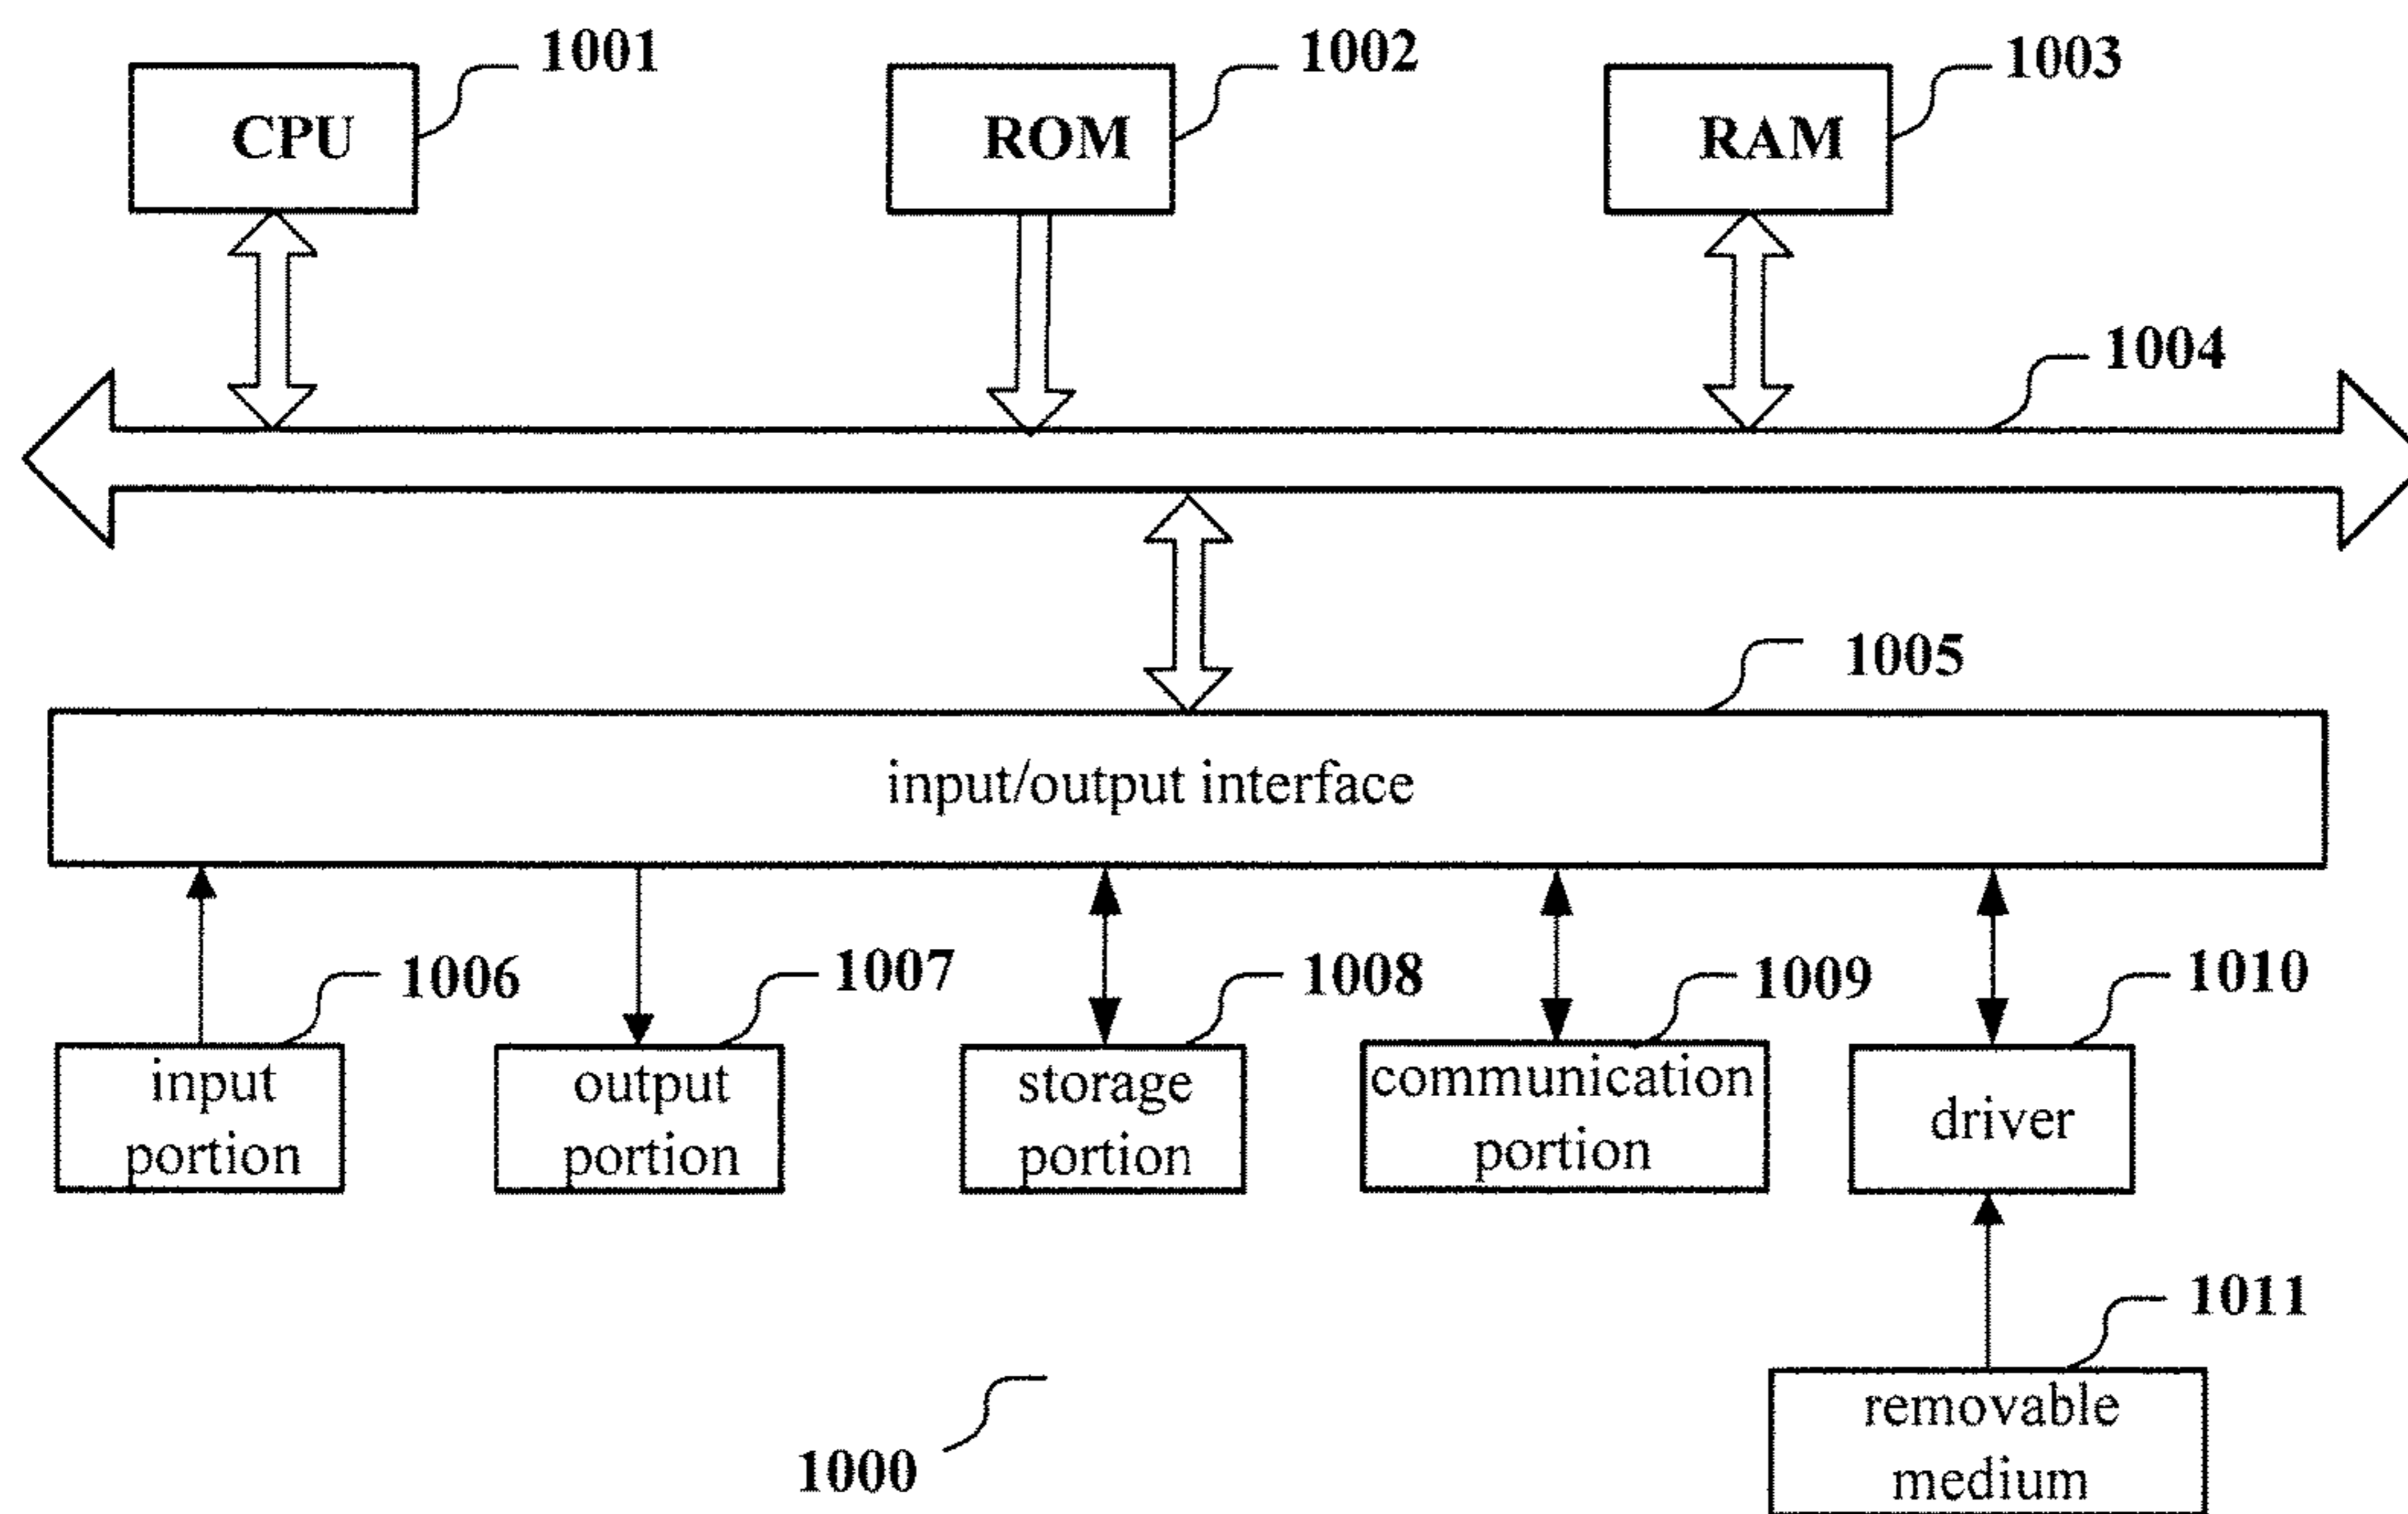 1001
1002
1003
CPU
ROM
RAM
1004
1005
input/output interface
1006
1007
1008
1009
1010
input
portion
output
portion
storage
portion
communication
portion
driver
1011
removable
medium
1000